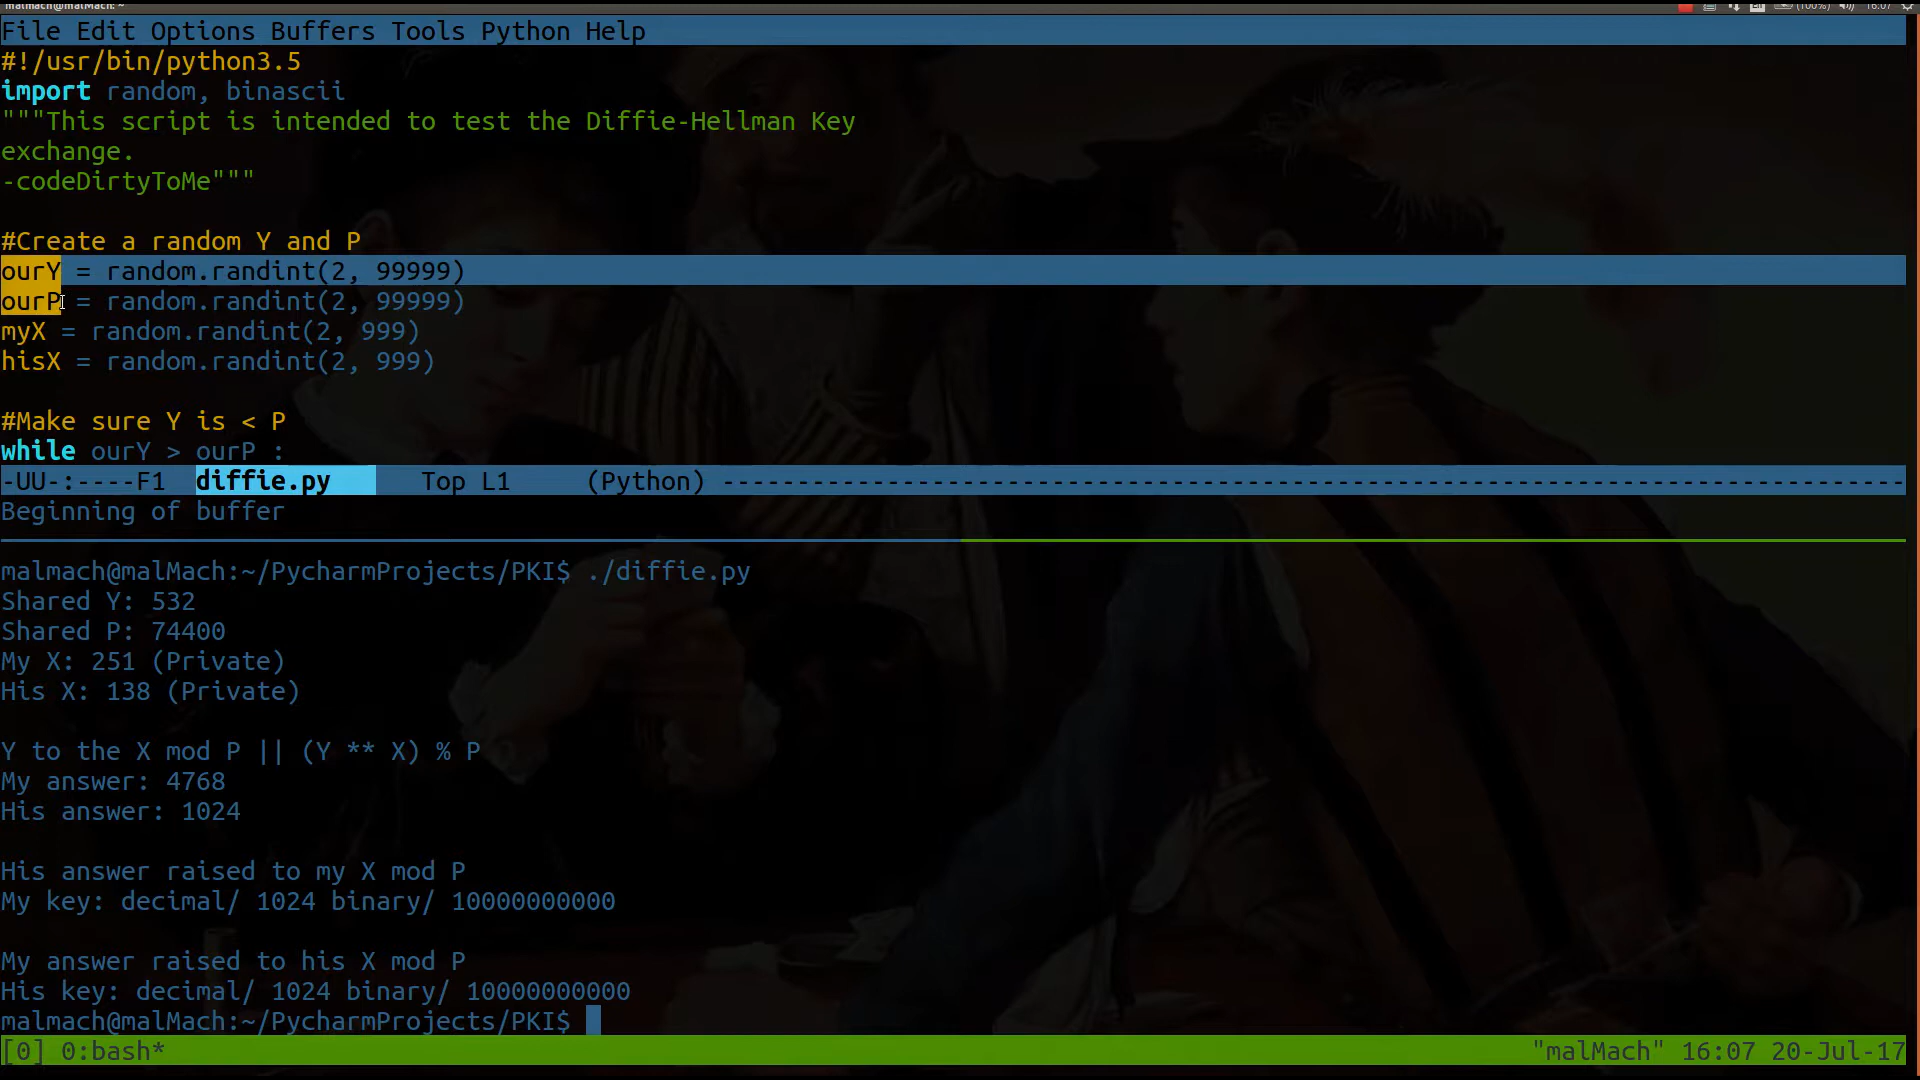 malmach@malMach: ~
(100%) 16:07
File Edit Options Buffers Tools Python Help
#!/usr/bin/python3.5
import random, binascii
"""This script is intended to test the Diffie-Hellman Key
exchange.
-codeDirtyToMe"""
#Create a random Y and P
ourY = random.randint(2, 99999)
ourP = random.randint(2, 99999)
myX = random.randint(2, 999)
hisX = random.randint(2, 999)
#Make sure Y is < P
while ourY > ourP :
-UU-:----F1  diffie.py      Top L1     (Python) -------------------------------------------------------------------------------
Beginning of buffer
malmach@malMach:~/PycharmProjects/PKI$ ./diffie.py
Shared Y: 532
Shared P: 74400
My X: 251 (Private)
His X: 138 (Private)
Y to the X mod P || (Y ** X) % P
My answer: 4768
His answer: 1024
His answer raised to my X mod P
My key: decimal/ 1024 binary/ 10000000000
My answer raised to his X mod P
His key: decimal/ 1024 binary/ 10000000000
malmach@malMach:~/PycharmProjects/PKI$
[0] 0:bash* "malMach" 16:07 20-Jul-17